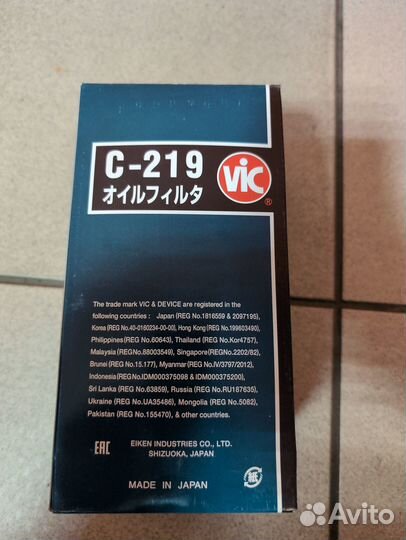 C-219
オイルフィルタ
ViC
®
The trade mark VIC & DEVICE are registered in the
following countries : Japan (REG No.1816559 & 2097195),
Korea (REG No.40-0160234-00-00), Hong Kong (REG No.199603490),
Philippines (REG No.60643), Thailand (REG No.Kor4757),
Malaysia (REG No.88003549), Singapore(REG No.2202/82),
Brunei (REG No.15.177), Myanmar (REG No.IV/3797/2012),
Indonesia(REG No.IDM000375098 & IDM000375200),
Sri Lanka (REG No.63859), Russia (REG No.RU187635),
Ukraine (REG No.UA35486), Mongolia (REG No.5082),
Pakistan (REG No.155470), & other countries.
EAC
EIKEN INDUSTRIES CO., LTD.
SHIZUOKA, JAPAN
紙
MADE IN JAPAN
Avito